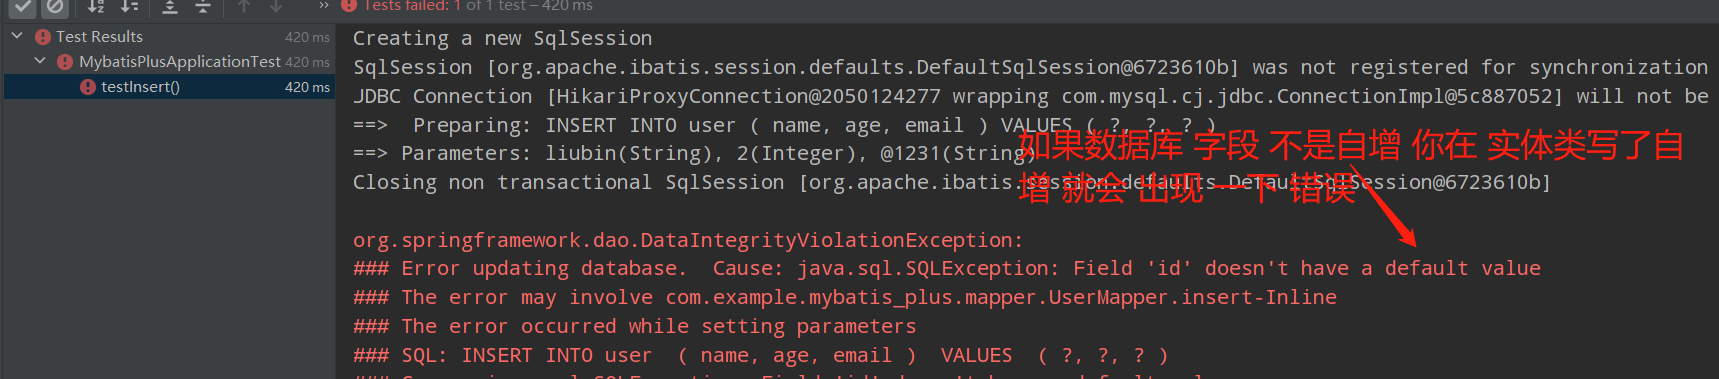 Tests failed: 1 of 1 test – 420 ms
Test Results 420 ms
MybatisPlusApplicationTest 420 ms
testInsert() 420 ms
Creating a new SqlSession
SqlSession [org.apache.ibatis.session.defaults.DefaultSqlSession@6723610b] was not registered for synchronization
JDBC Connection [HikariProxyConnection@2050124277 wrapping com.mysql.cj.jdbc.ConnectionImpl@5c887052] will not be
==>  Preparing: INSERT INTO user ( name, age, email ) VALUES ( ?, ?, ? )
==> Parameters: liubin(String), 2(Integer), @1231(String)
Closing non transactional SqlSession [org.apache.ibatis.session.defaults.DefaultSqlSession@6723610b]
如果数据库 字段 不是自增 你在 实体类写了自
增 就会 出现 一下 错误
org.springframework.dao.DataIntegrityViolationException:
### Error updating database.  Cause: java.sql.SQLException: Field 'id' doesn't have a default value
### The error may involve com.example.mybatis_plus.mapper.UserMapper.insert-Inline
### The error occurred while setting parameters
### SQL: INSERT INTO user  ( name, age, email )  VALUES  ( ?, ?, ? )